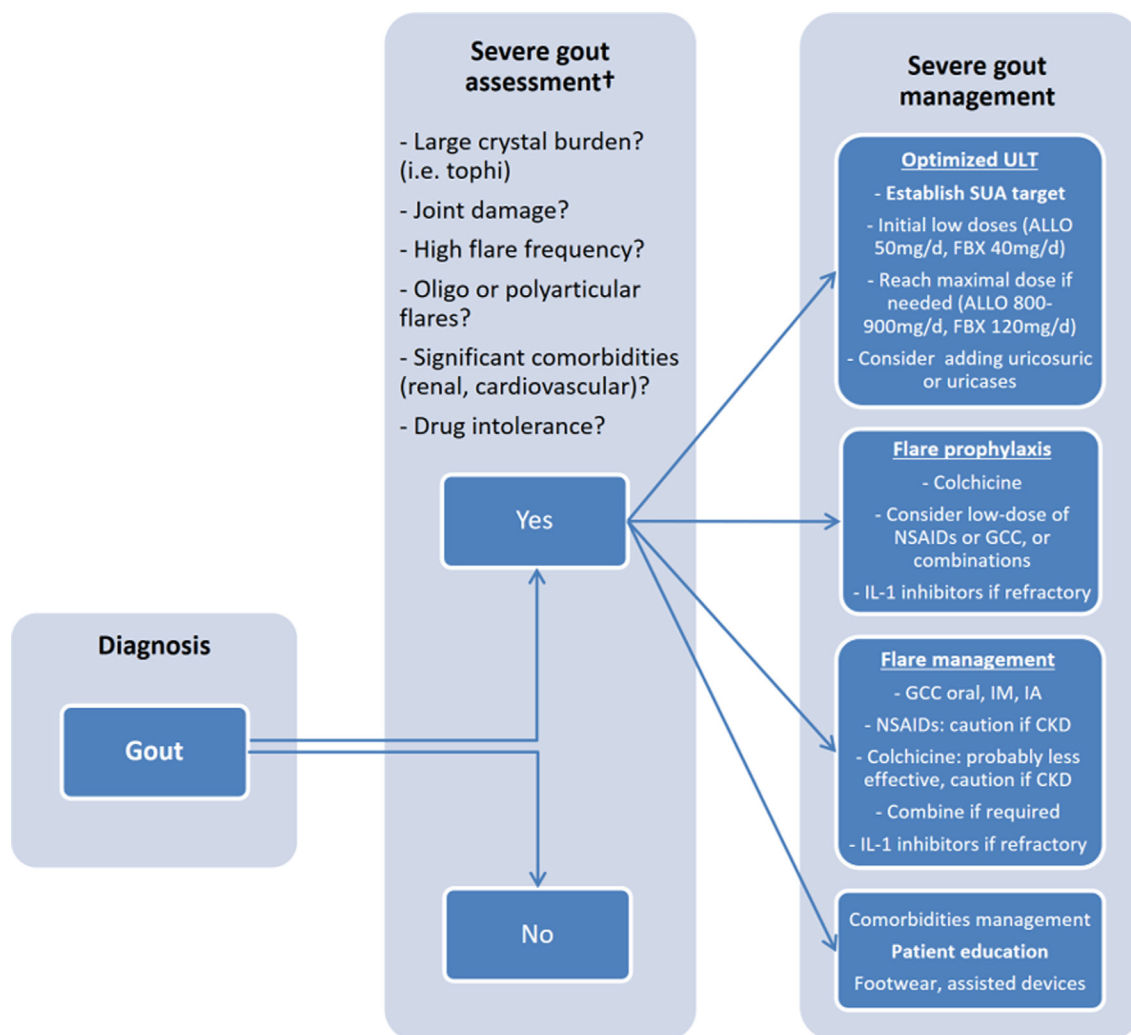 Diagnosis
Gout
Severe gout
assessment†
- Large crystal burden?
(i.e. tophi)
- Joint damage?
- High flare frequency?
- Oligo or polyarticular
flares?
- Significant comorbidities
(renal, cardiovascular)?
- Drug intolerance?
Yes
No
Severe gout
management
Optimized ULT
- Establish SUA target
- Initial low doses (ALLO
50mg/d, FBX 40mg/d)
- Reach maximal dose if
needed (ALLO 800-
900mg/d, FBX 120mg/d)
- Consider adding uricosuric
or uricases
Flare prophylaxis
- Colchicine
- Consider low-dose of
NSAIDs or GCC, or
combinations
- IL-1 inhibitors if refractory
Flare management
- GCC oral, IM, IA
- NSAIDs: caution if CKD
- Colchicine: probably less
effective, caution if CKD
- Combine if required
- IL-1 inhibitors if refractory
Comorbidities management
Patient education
Footwear, assisted devices